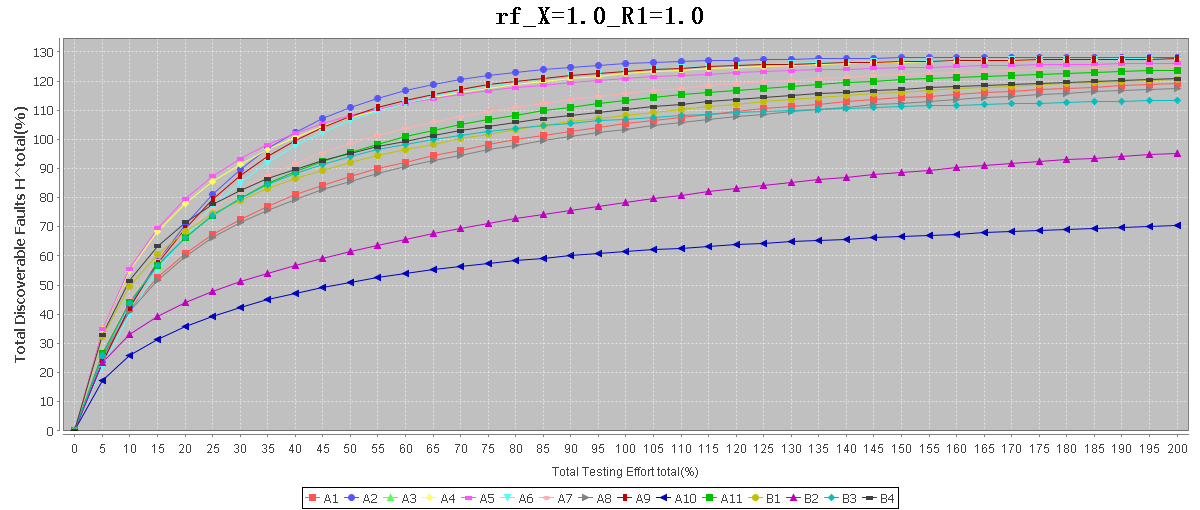 rf_X=1.0_R1=1.0
Total Discoverable Faults H^total(%)
130
120
110
100
90
80
70
60
50
40
30
20
10
0
0 5 10 15 20 25 30 35 40 45 50 55 60 65 70 75 80 85 90 95 100 105 110 115 120 125 130 135 140 145 150 155 160 165 170 175 180 185 190 195 200
Total Testing Effort total(%)
A1 A2 A3 A4 A5 A6 A7 A8 A9 A10 A11 B1 B2 B3 B4